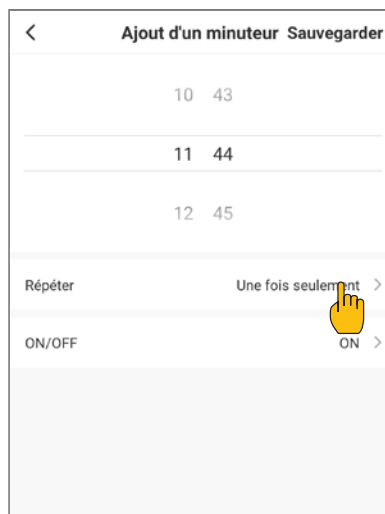 Ajout d'un minuteur Sauvegarder
10 43
11 44
12 45
Répéter Une fois seulement
ON/OFF ON